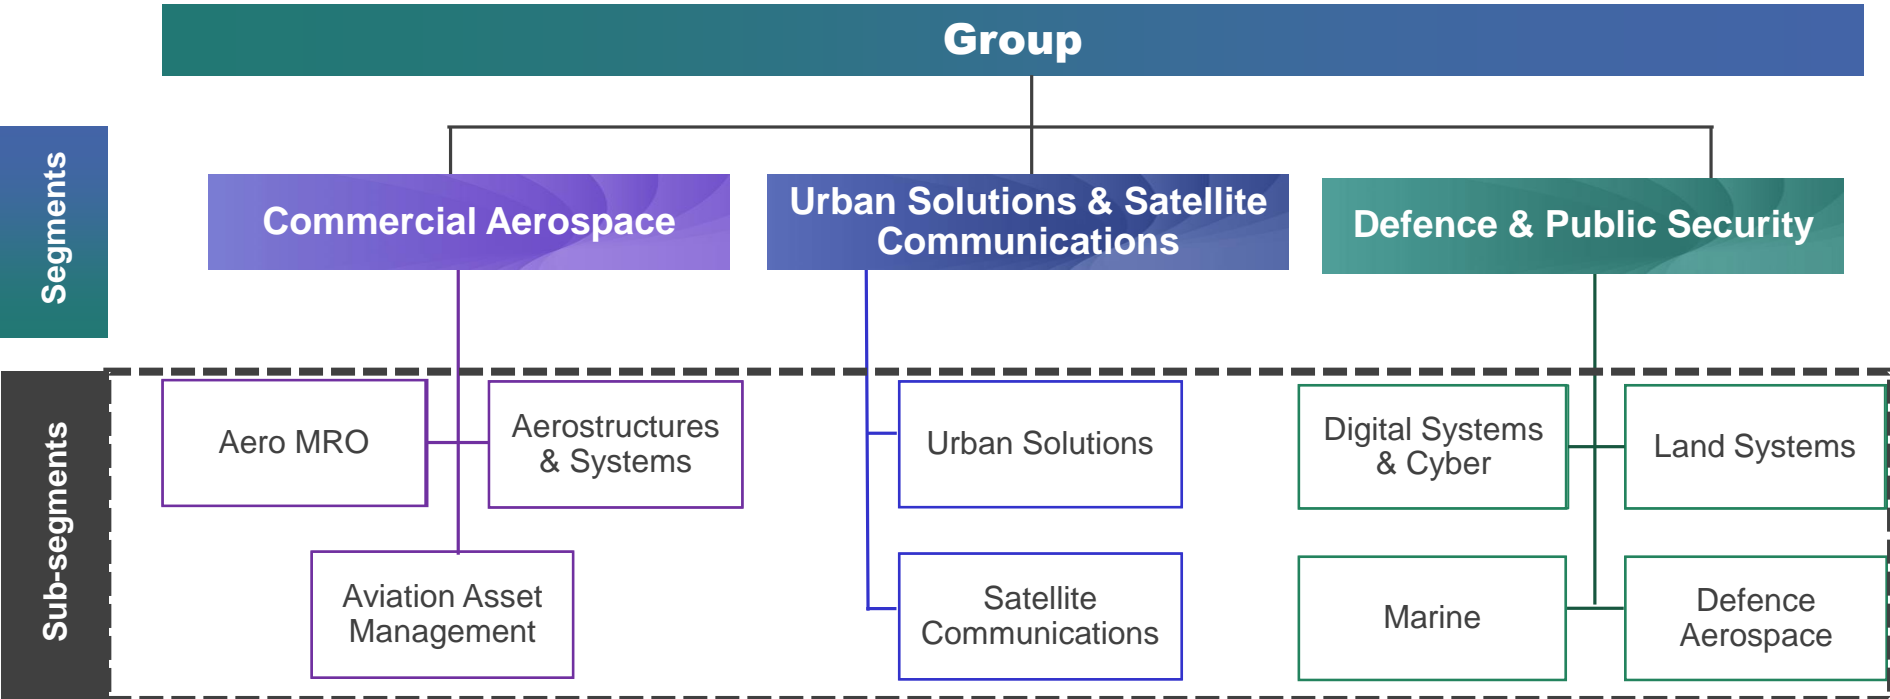 Group
Segments
Commercial Aerospace
Urban Solutions & Satellite
Communications
Defence & Public Security
Sub-segments
Aero MRO
Aerostructures
& Systems
Aviation Asset
Management
Urban Solutions
Satellite
Communications
Digital Systems
& Cyber
Land Systems
Marine
Defence
Aerospace